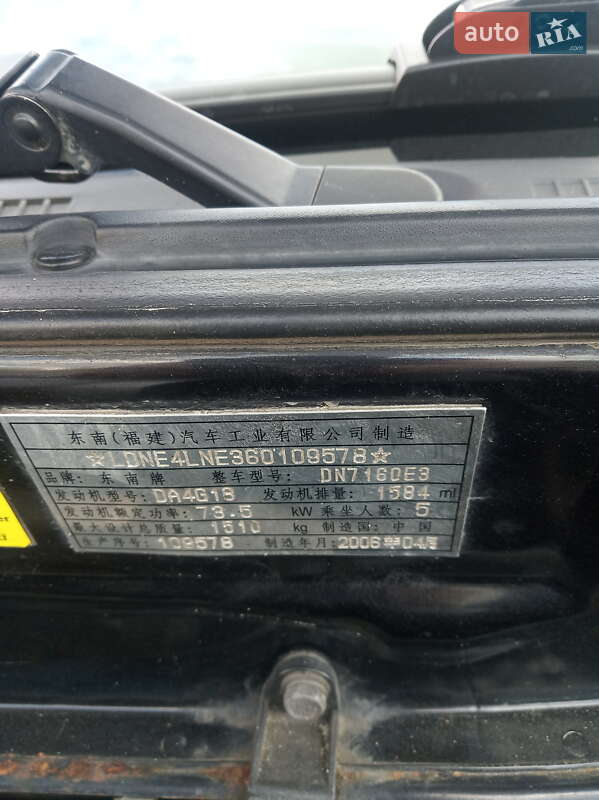 auto RIA .com
东南(福建)汽车工业有限公司制造
☆LDNE4LNE360109578☆
品牌: 东南牌 整车型号: DN7160E3
发动机型号: DA4G18 发动机排量: 1584 ml
发动机额定功率: 73.5 kW 乘坐人数: 5
最大设计总质量: 1510 kg 制造国: 中国
生产序号: 109578 制造年月: 2006年04月